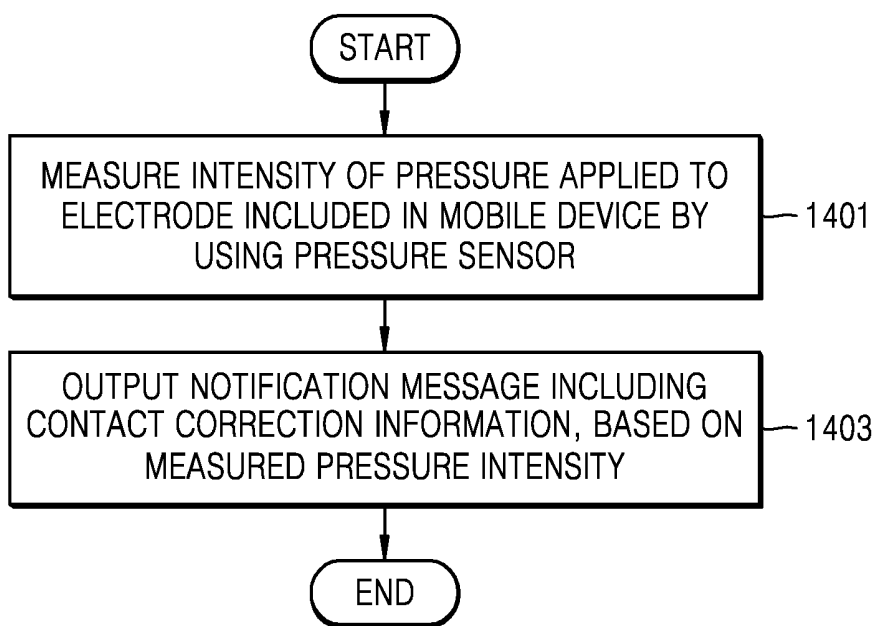 START
MEASURE INTENSITY OF PRESSURE APPLIED TO
ELECTRODE INCLUDED IN MOBILE DEVICE BY
USING PRESSURE SENSOR
1401
OUTPUT NOTIFICATION MESSAGE INCLUDING
CONTACT CORRECTION INFORMATION, BASED ON
MEASURED PRESSURE INTENSITY
1403
END